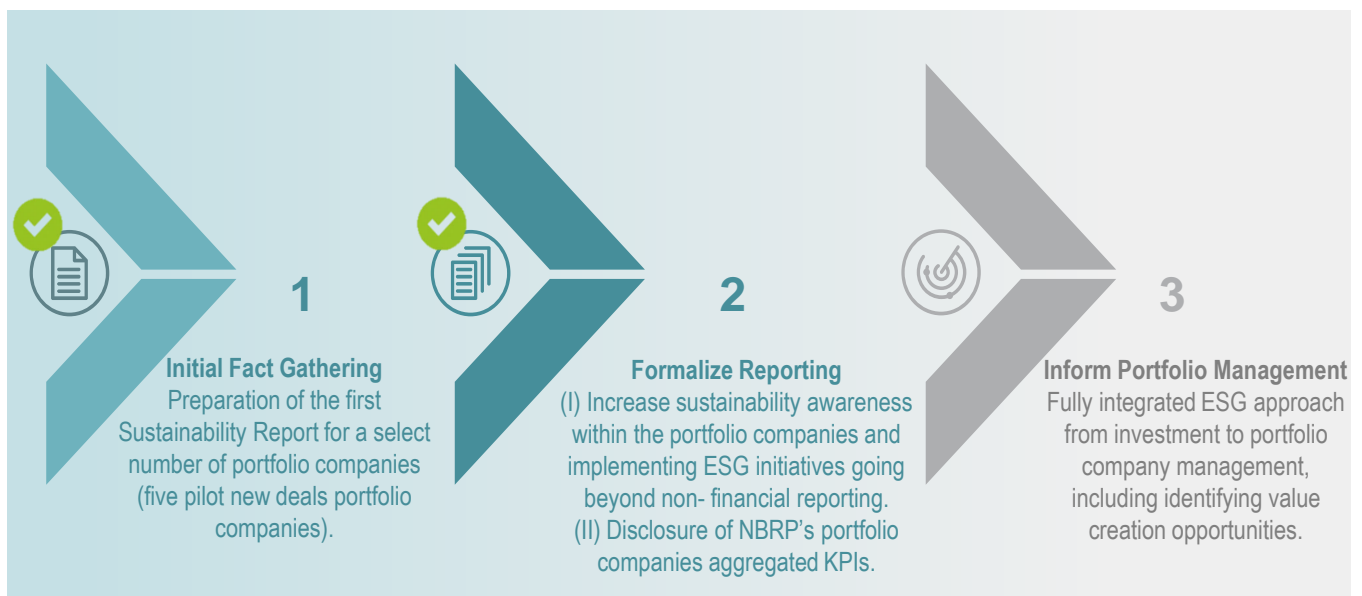 1
Initial Fact Gathering
Preparation of the first
Sustainability Report for a select
number of portfolio companies
(five pilot new deals portfolio
companies).
2
Formalize Reporting
(I) Increase sustainability awareness
within the portfolio companies and
implementing ESG initiatives going
beyond non- financial reporting.
(II) Disclosure of NBRP's portfolio
companies aggregated KPIs.
3
Inform Portfolio Management
Fully integrated ESG approach
from investment to portfolio
company management,
including identifying value
creation opportunities.